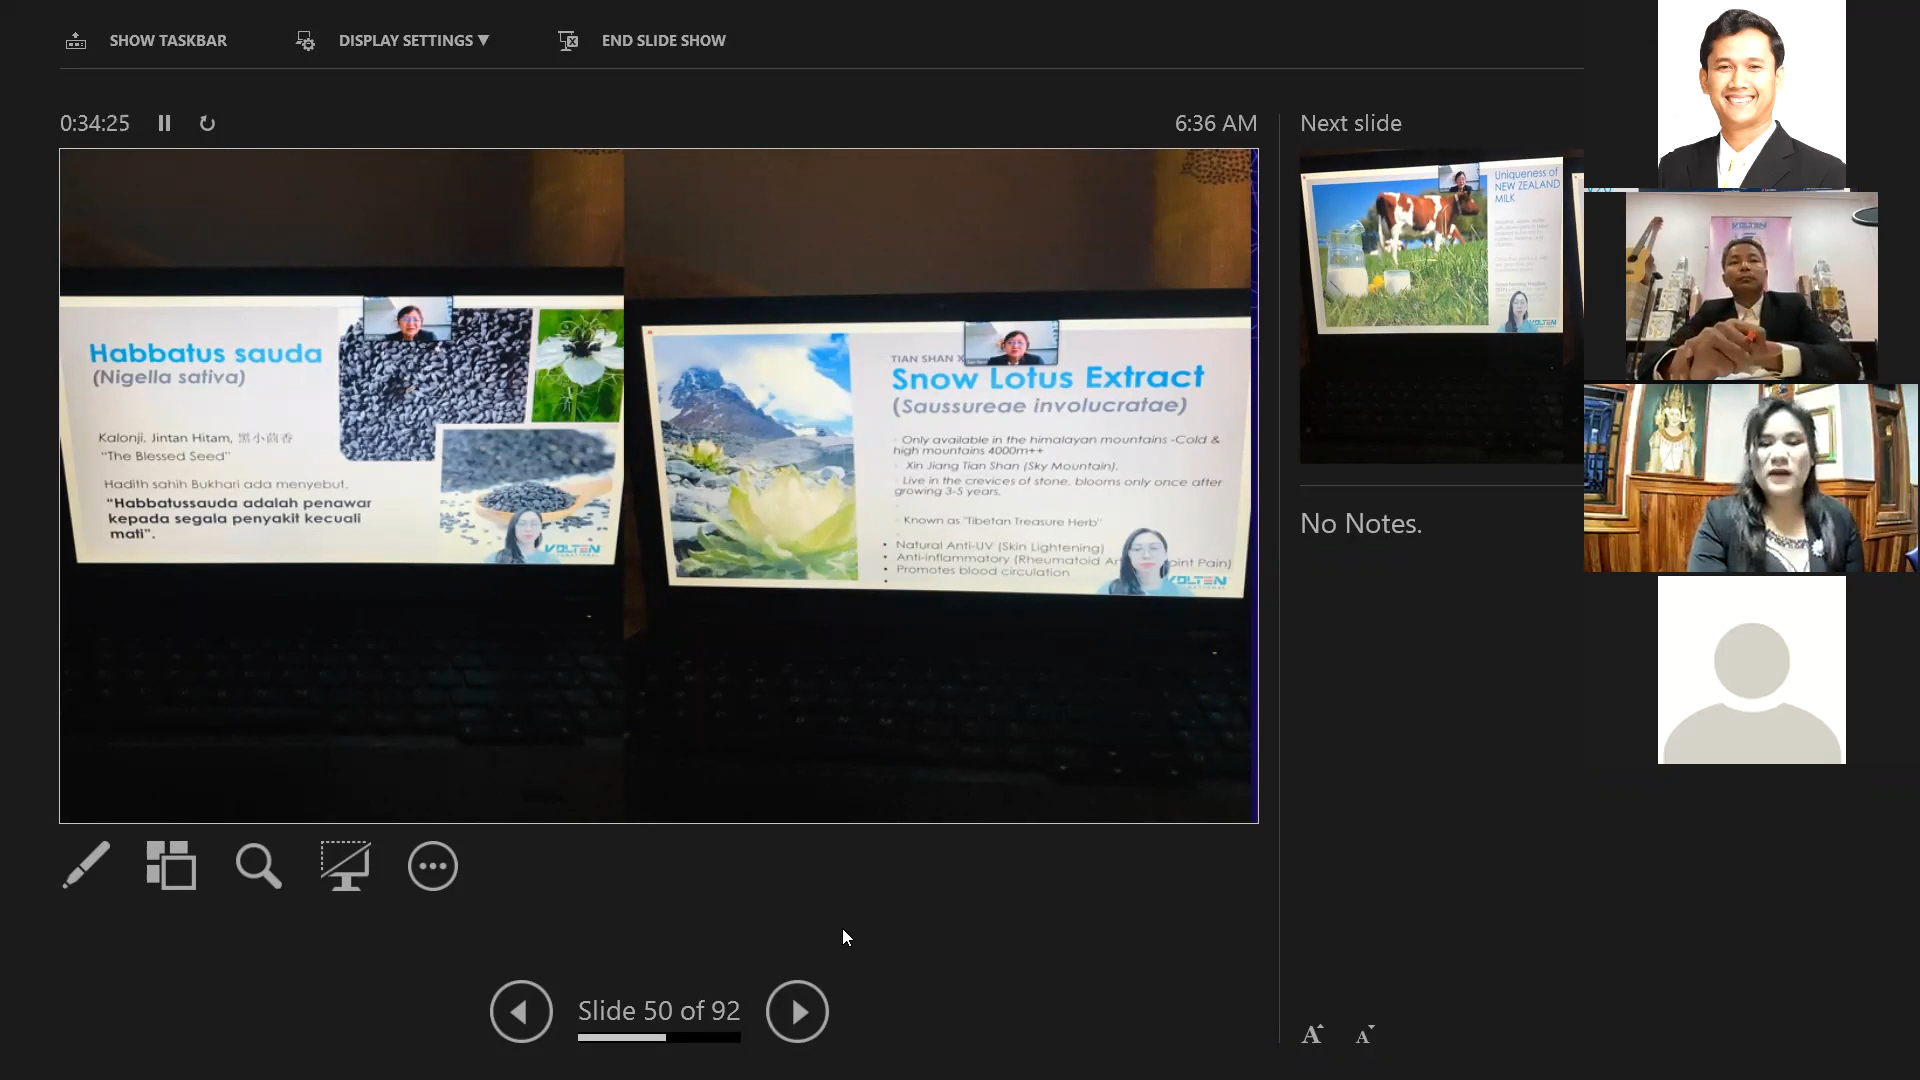 SHOW TASKBAR
DISPLAY SETTINGS ▼
END SLIDE SHOW
0:34:25
6:36 AM
Next slide
Habbatus sauda
(Nigella sativa)
Kalonji, Jintan Hitam, 黑小茴香
"The Blessed Seed"
Hadith sahih Bukhari ada menyebut,
"Habbatussauda adalah penawar
kepada segala penyakit kecuali
mati".
VOLTEN
TIAN SHAN X
Snow Lotus Extract
(Saussureae involucratae)
Only available in the himalayan mountains -Cold &
high mountains 4000m++
Xin Jiang Tian Shan (Sky Mountain),
Live in the crevices of stone, blooms only once after
growing 3-5 years.
Known as "Tibetan Treasure Herb"
• Natural Anti-UV (Skin Lightening)
• Anti-inflammatory (Rheumatoid Ar oint Pain)
• Promotes blood circulation
VOLTEN
Uniqueness of
NEW ZEALAND
MILK
VOLTEN
VOLTEN
No Notes.
Slide 50 of 92
A A